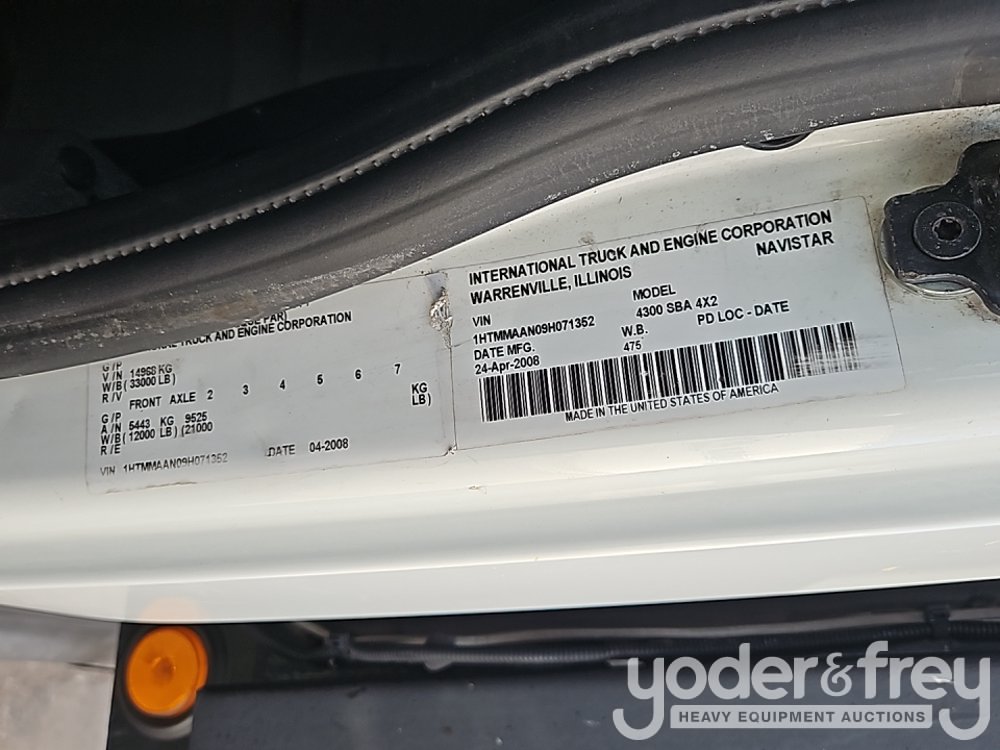 TRUCK AND ENGINE CORPORATION
G/P
V/N 14968 KG
W/B (33000 LB)
R/V FRONT AXLE 2 3 4 5 6 7
KG
LB)
G/P
A/N 5443 KG 9525
W/B( 12000 LB) (21000
R/E
VIN 1HTMMAAN09H071352 DATE 04-2008
INTERNATIONAL TRUCK AND ENGINE CORPORATION
WARRENVILLE, ILLINOIS NAVISTAR
VIN MODEL
1HTMMAAN09H071352 4300 SBA 4X2
DATE MFG. W.B. PD LOC - DATE
24-Apr-2008 475
MADE IN THE UNITED STATES OF AMERICA
yoder&frey
HEAVY EQUIPMENT AUCTIONS